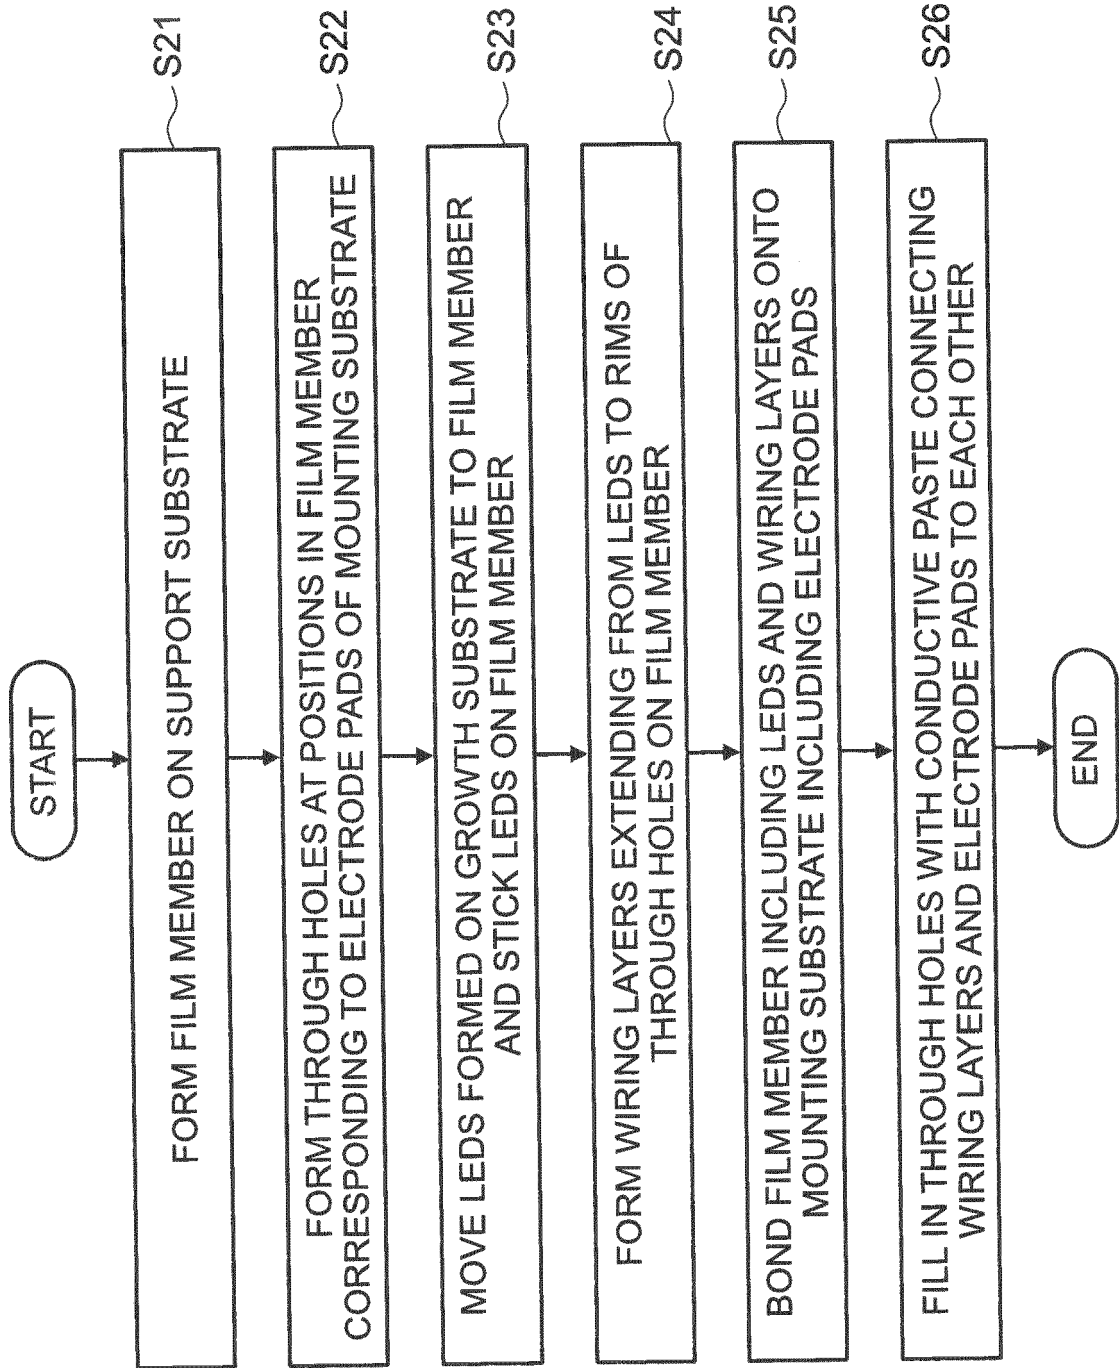 START
FORM FILM MEMBER ON SUPPORT SUBSTRATE
S21
FORM THROUGH HOLES AT POSITIONS IN FILM MEMBER
CORRESPONDING TO ELECTRODE PADS OF MOUNTING SUBSTRATE
S22
MOVE LEDS FORMED ON GROWTH SUBSTRATE TO FILM MEMBER
AND STICK LEDS ON FILM MEMBER
S23
FORM WIRING LAYERS EXTENDING FROM LEDS TO RIMS OF
THROUGH HOLES ON FILM MEMBER
S24
BOND FILM MEMBER INCLUDING LEDS AND WIRING LAYERS ONTO
MOUNTING SUBSTRATE INCLUDING ELECTRODE PADS
S25
FILL IN THROUGH HOLES WITH CONDUCTIVE PASTE CONNECTING
WIRING LAYERS AND ELECTRODE PADS TO EACH OTHER
S26
END